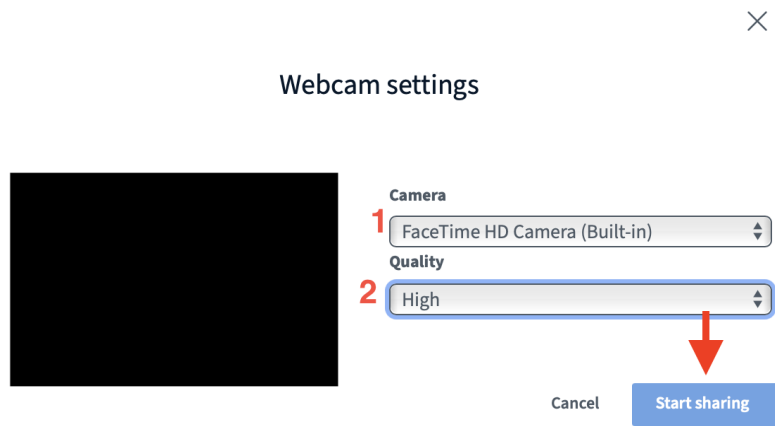 Webcam settings
Camera
1
FaceTime HD Camera (Built-in)
Quality
2
High
Cancel
Start sharing